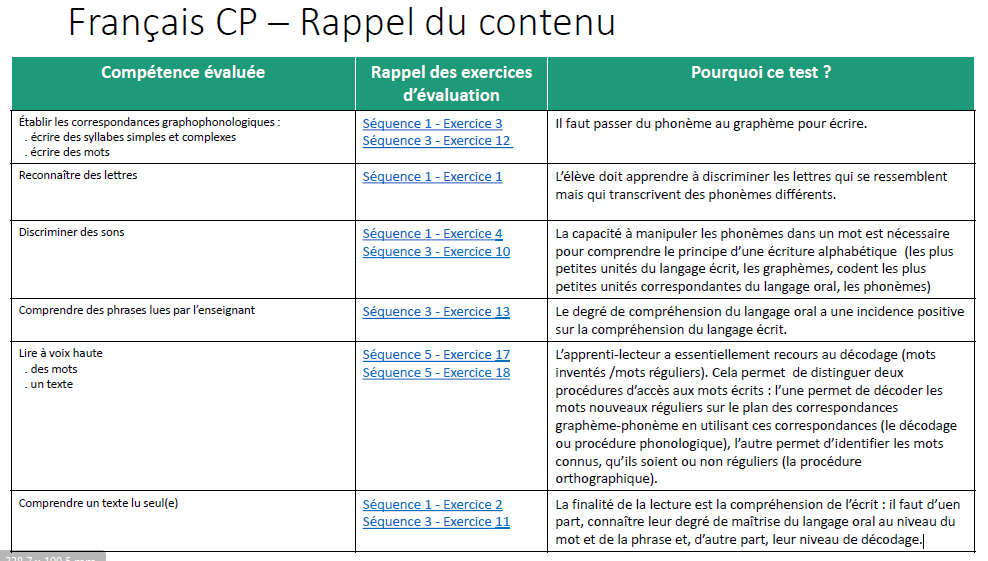 Français CP – Rappel du contenu
Compétence évaluée
Rappel des exercices
d’évaluation
Pourquoi ce test ?
Établir les correspondances graphophonologiques :
. écrire des syllabes simples et complexes
. écrire des mots
Séquence 1 - Exercice 3
Séquence 3 - Exercice 12
Il faut passer du phonème au graphème pour écrire.
Reconnaître des lettres
Séquence 1 - Exercice 1
L’élève doit apprendre à discriminer les lettres qui se ressemblent
mais qui transcrivent des phonèmes différents.
Discriminer des sons
Séquence 1 - Exercice 4
Séquence 3 - Exercice 10
La capacité à manipuler les phonèmes dans un mot est nécessaire
pour comprendre le principe d’une écriture alphabétique (les plus
petites unités du langage écrit, les graphèmes, codent les plus
petites unités correspondantes du langage oral, les phonèmes)
Comprendre des phrases lues par l’enseignant
Séquence 3 - Exercice 13
Le degré de compréhension du langage oral a une incidence positive
sur la compréhension du langage écrit.
Lire à voix haute
. des mots
. un texte
Séquence 5 - Exercice 17
Séquence 5 - Exercice 18
L’apprenti-lecteur a essentiellement recours au décodage (mots
inventés /mots réguliers). Cela permet de distinguer deux
procédures d’accès aux mots écrits : l’une permet de décoder les
mots nouveaux réguliers sur le plan des correspondances
graphème-phonème en utilisant ces correspondances (le décodage
ou procédure phonologique), l’autre permet d’identifier les mots
connus, qu’ils soient ou non réguliers (la procédure
orthographique).
Comprendre un texte lu seul(e)
Séquence 1 - Exercice 2
Séquence 3 - Exercice 11
La finalité de la lecture est la compréhension de l’écrit : il faut d’uen
part, connaître leur degré de maîtrise du langage oral au niveau du
mot et de la phrase et, d’autre part, leur niveau de décodage.